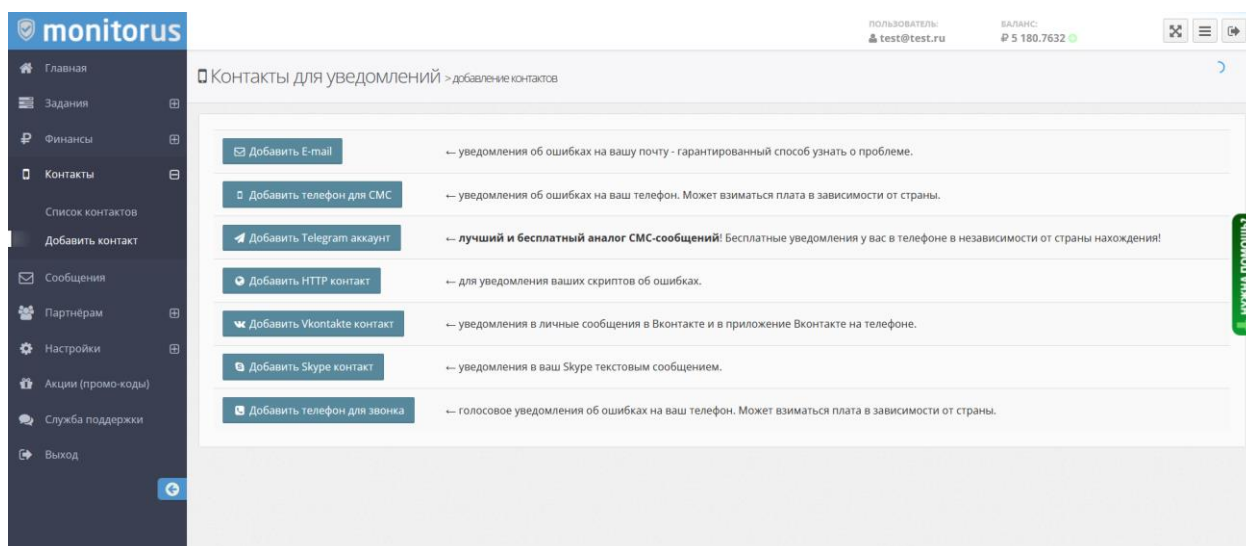 monitorus
ПОЛЬЗОВАТЕЛЬ:
test@test.ru
БАЛАНС:
₽ 5 180.7632
Главная
Задания
Финансы
Контакты
Список контактов
Добавить контакт
Сообщения
Партнёрам
Настройки
Акции (промо-коды)
Служба поддержки
Выход
Контакты для уведомлений > добавление контактов
Добавить E-mail
← уведомления об ошибках на вашу почту - гарантированный способ узнать о проблеме.
Добавить телефон для СМС
← уведомления об ошибках на ваш телефон. Может взиматься плата в зависимости от страны.
Добавить Telegram аккаунт
← лучший и бесплатный аналог СМС-сообщений! Бесплатные уведомления у вас в телефоне в независимости от страны нахождения!
Добавить HTTP контакт
← для уведомления ваших скриптов об ошибках.
Добавить Vkontakte контакт
← уведомления в личные сообщения в Вконтакте и в приложение Вконтакте на телефоне.
Добавить Skype контакт
← уведомления в ваш Skype текстовым сообщением.
Добавить телефон для звонка
← голосовое уведомления об ошибках на ваш телефон. Может взиматься плата в зависимости от страны.
НУЖНА ПОМОЩЬ?